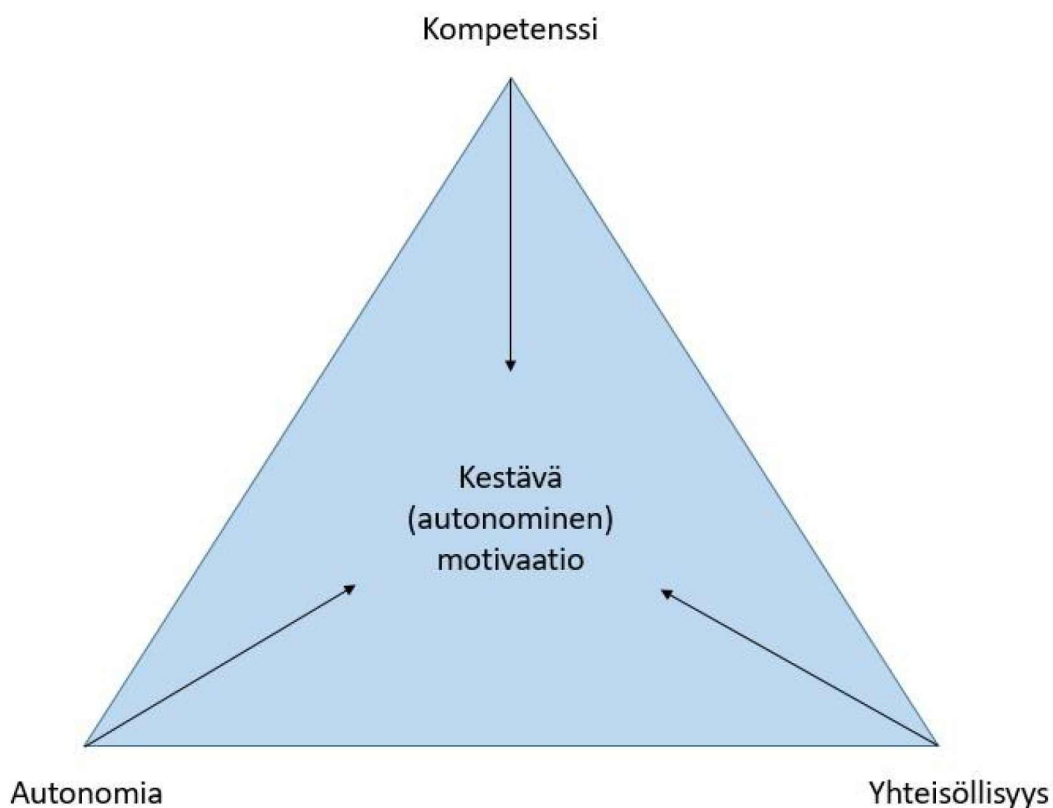 Kompetenssi
Kestävä
(autonominen)
motivaatio
Autonomia
Yhteisöllisyys